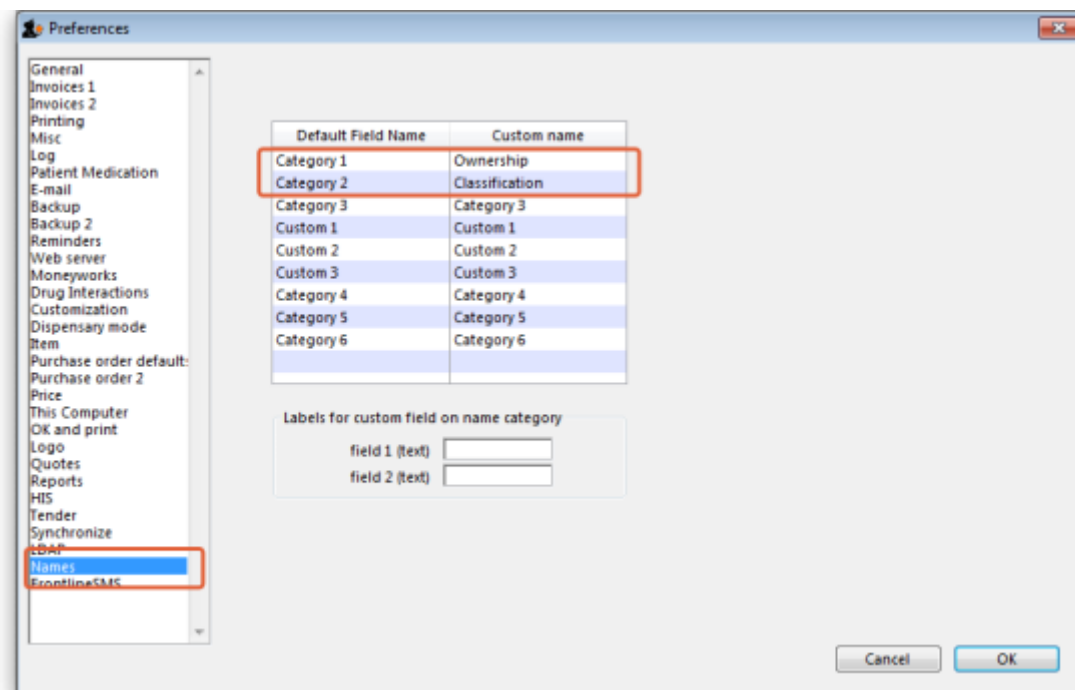 Preferences
General
Invoices 1
Invoices 2
Printing
Misc
Log
Patient Medication
E-mail
Backup
Backup 2
Reminders
Web server
Moneyworks
Drug Interactions
Customization
Dispensary mode
Item
Purchase order default:
Purchase order 2
Price
This Computer
OK and print
Logo
Quotes
Reports
HIS
Tender
Synchronize
LDAP
Names
FrontlineSMS
Default Field Name Custom name
Category 1 Ownership
Category 2 Classification
Category 3 Category 3
Custom 1 Custom 1
Custom 2 Custom 2
Custom 3 Custom 3
Category 4 Category 4
Category 5 Category 5
Category 6 Category 6
Labels for custom field on name category
field 1 (text)
field 2 (text)
Cancel OK